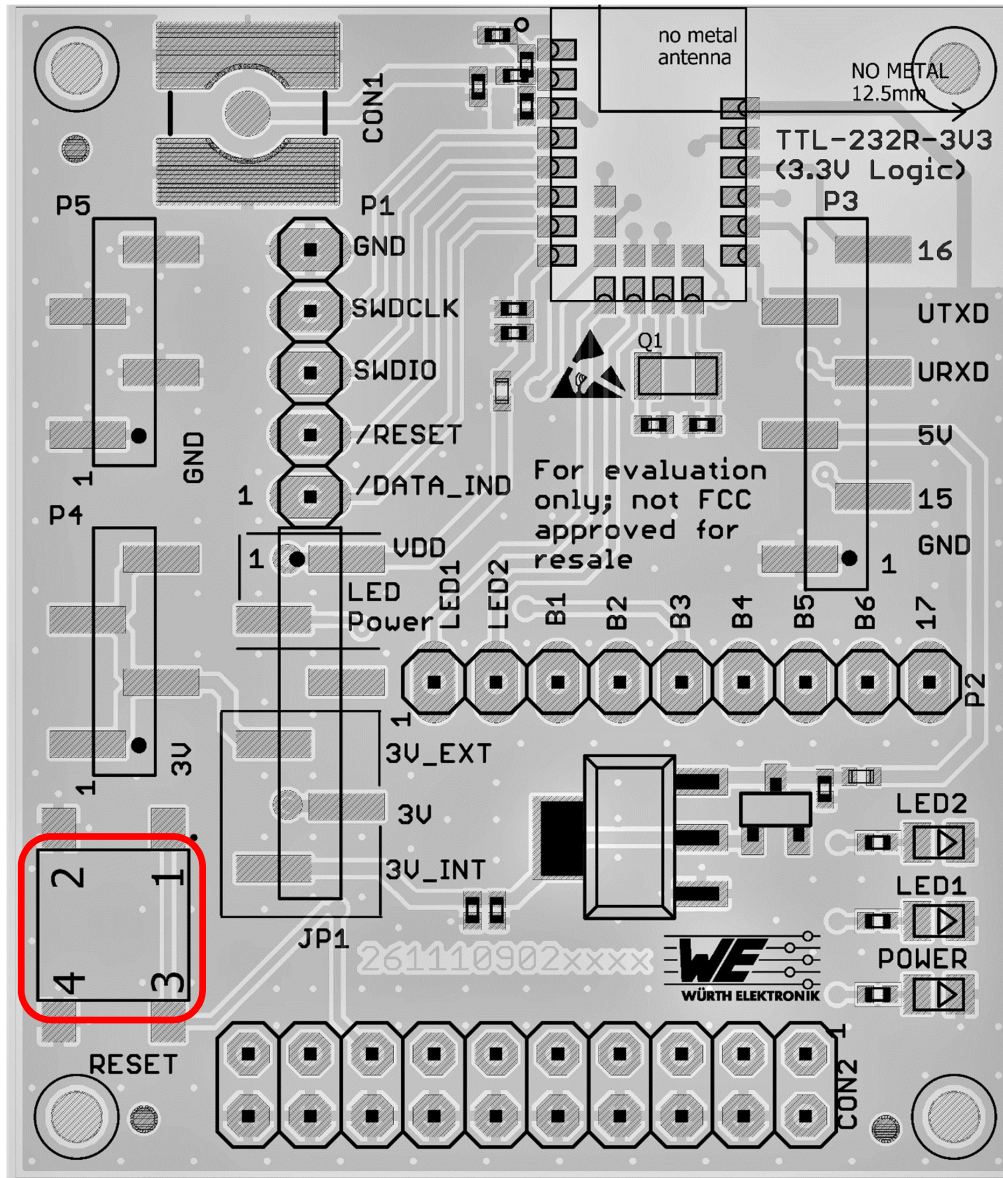 no metal
antenna
NO METAL
12.5mm
CON1
TTL-232R-3V3
(3.3V Logic)
P5
P1
P3
GND
16
SWDCLK
UTXD
Q1
SWDIO
URXD
/RESET
5V
1
GND
1
/DATA_IND
15
For evaluation
only; not FCC
approved for
resale
P4
GND
1
1
VDD
LED
Power
LED1
LED2
B1
B2
B3
B4
B5
B6
17
1
P2
1
3V
3V_EXT
3V
3V_INT
LED2
2
1
LED1
4
3
JP1
261110902xxxx
WE
WÜRTH ELEKTRONIK
POWER
RESET
1
CON2